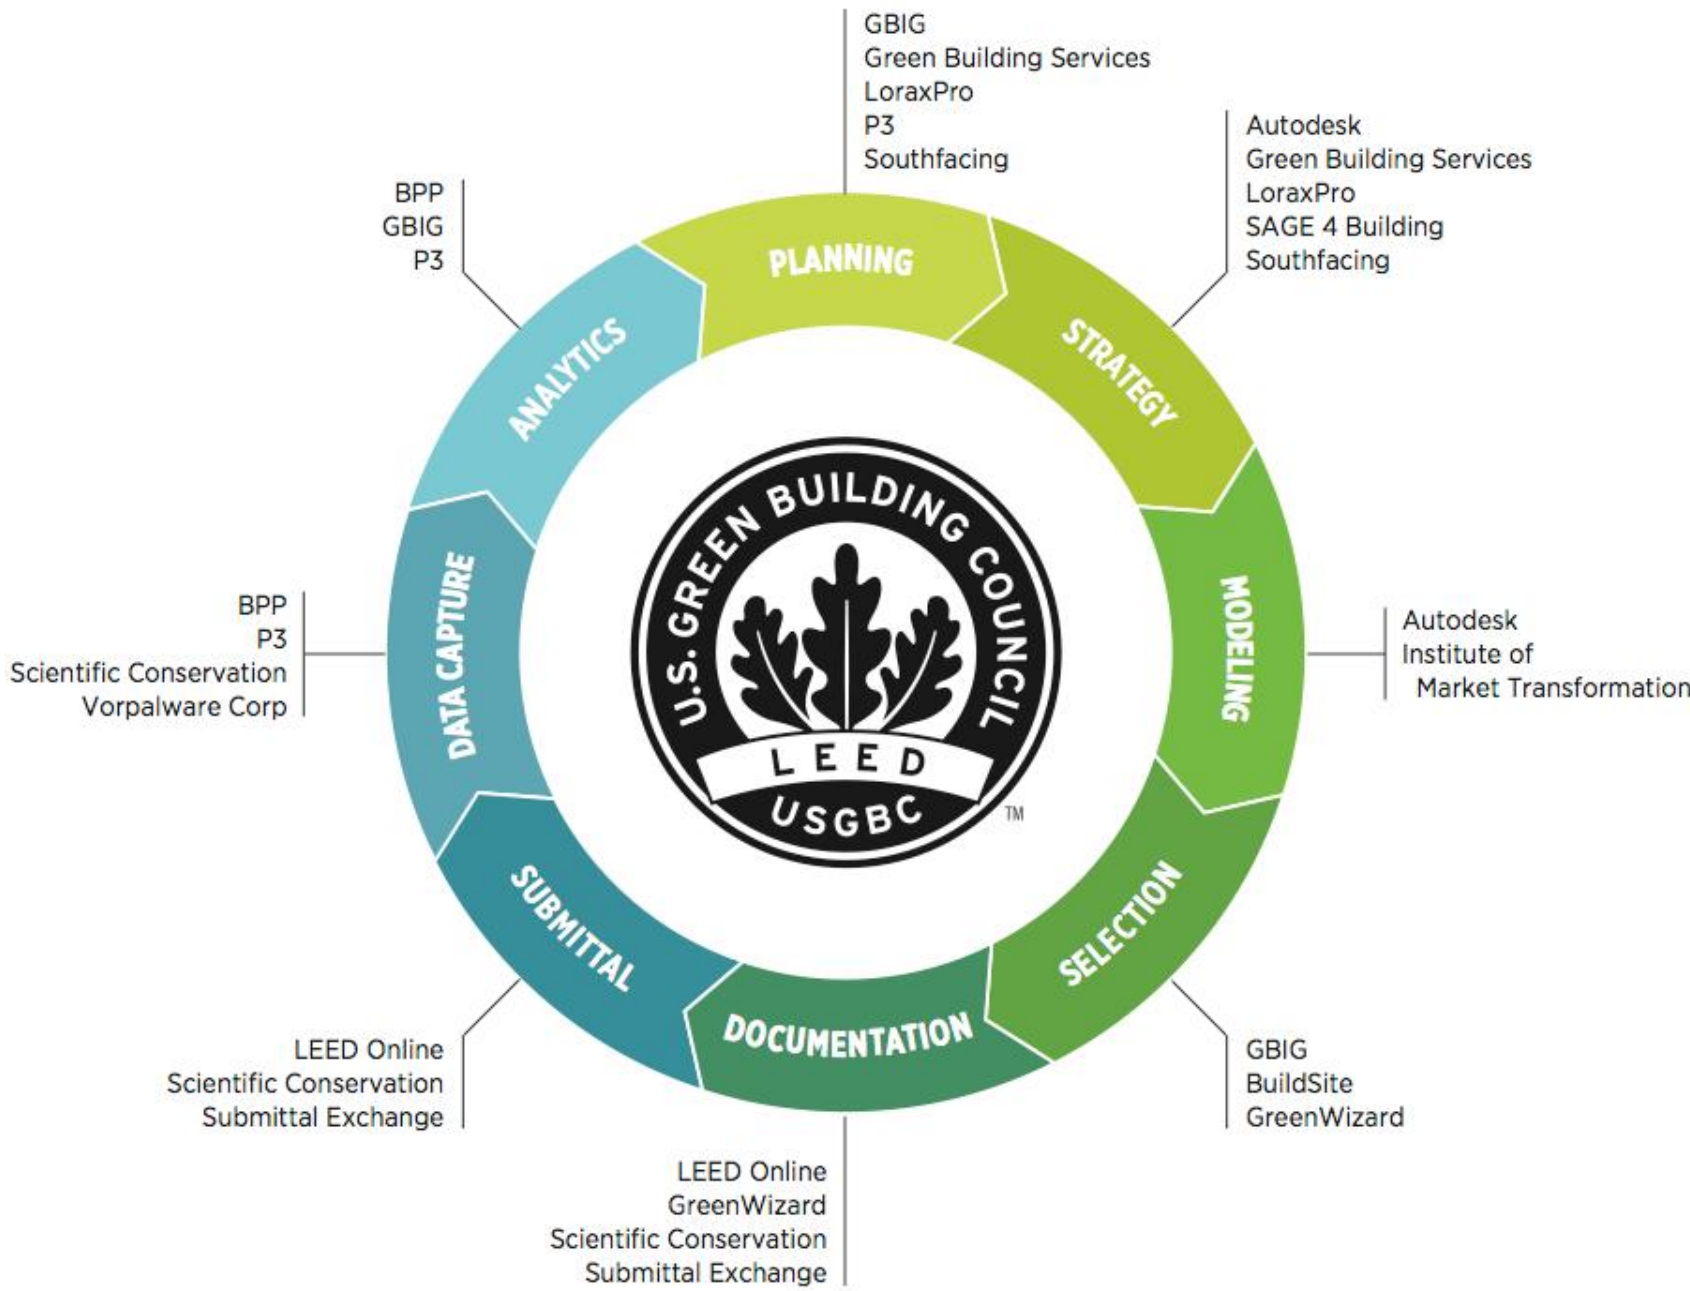 GBIG
Green Building Services
LoraxPro
P3
Southfacing
PLANNING
Autodesk
Green Building Services
LoraxPro
SAGE 4 Building
Southfacing
STRATEGY
Autodesk
Institute of
Market Transformation
MODELING
GBIG
BuildSite
GreenWizard
SELECTION
LEED Online
GreenWizard
Scientific Conservation
Submittal Exchange
DOCUMENTATION
LEED Online
Scientific Conservation
Submittal Exchange
SUBMITTAL
BPP
P3
Scientific Conservation
Vorpalware Corp
DATA CAPTURE
BPP
GBIG
P3
ANALYTICS
U.S. GREEN BUILDING COUNCIL
LEED
USGBC
TM